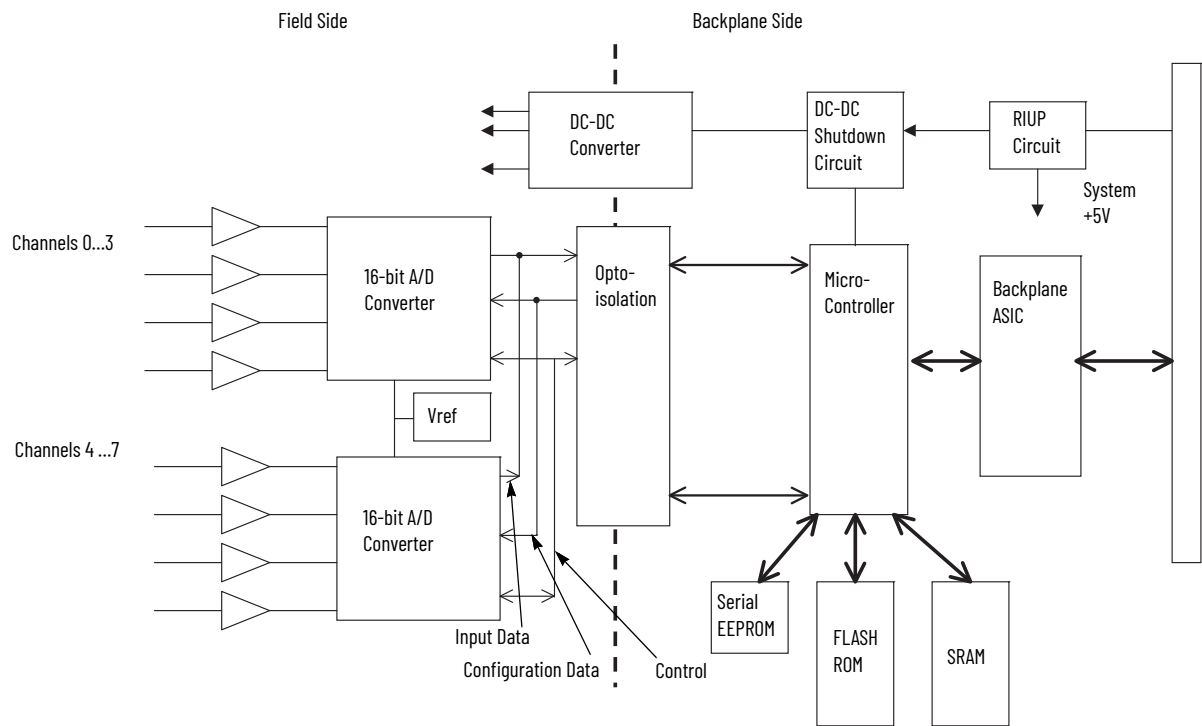 Field Side
Backplane Side
DC-DC
Converter
DC-DC
Shutdown
Circuit
RIUP
Circuit
System
+5V
Channels 0...3
16-bit A/D
Converter
Opto-
isolation
Micro-
Controller
Backplane
ASIC
Vref
Channels 4 ...7
16-bit A/D
Converter
Serial
EEPROM
FLASH
ROM
SRAM
Input Data
Configuration Data
Control